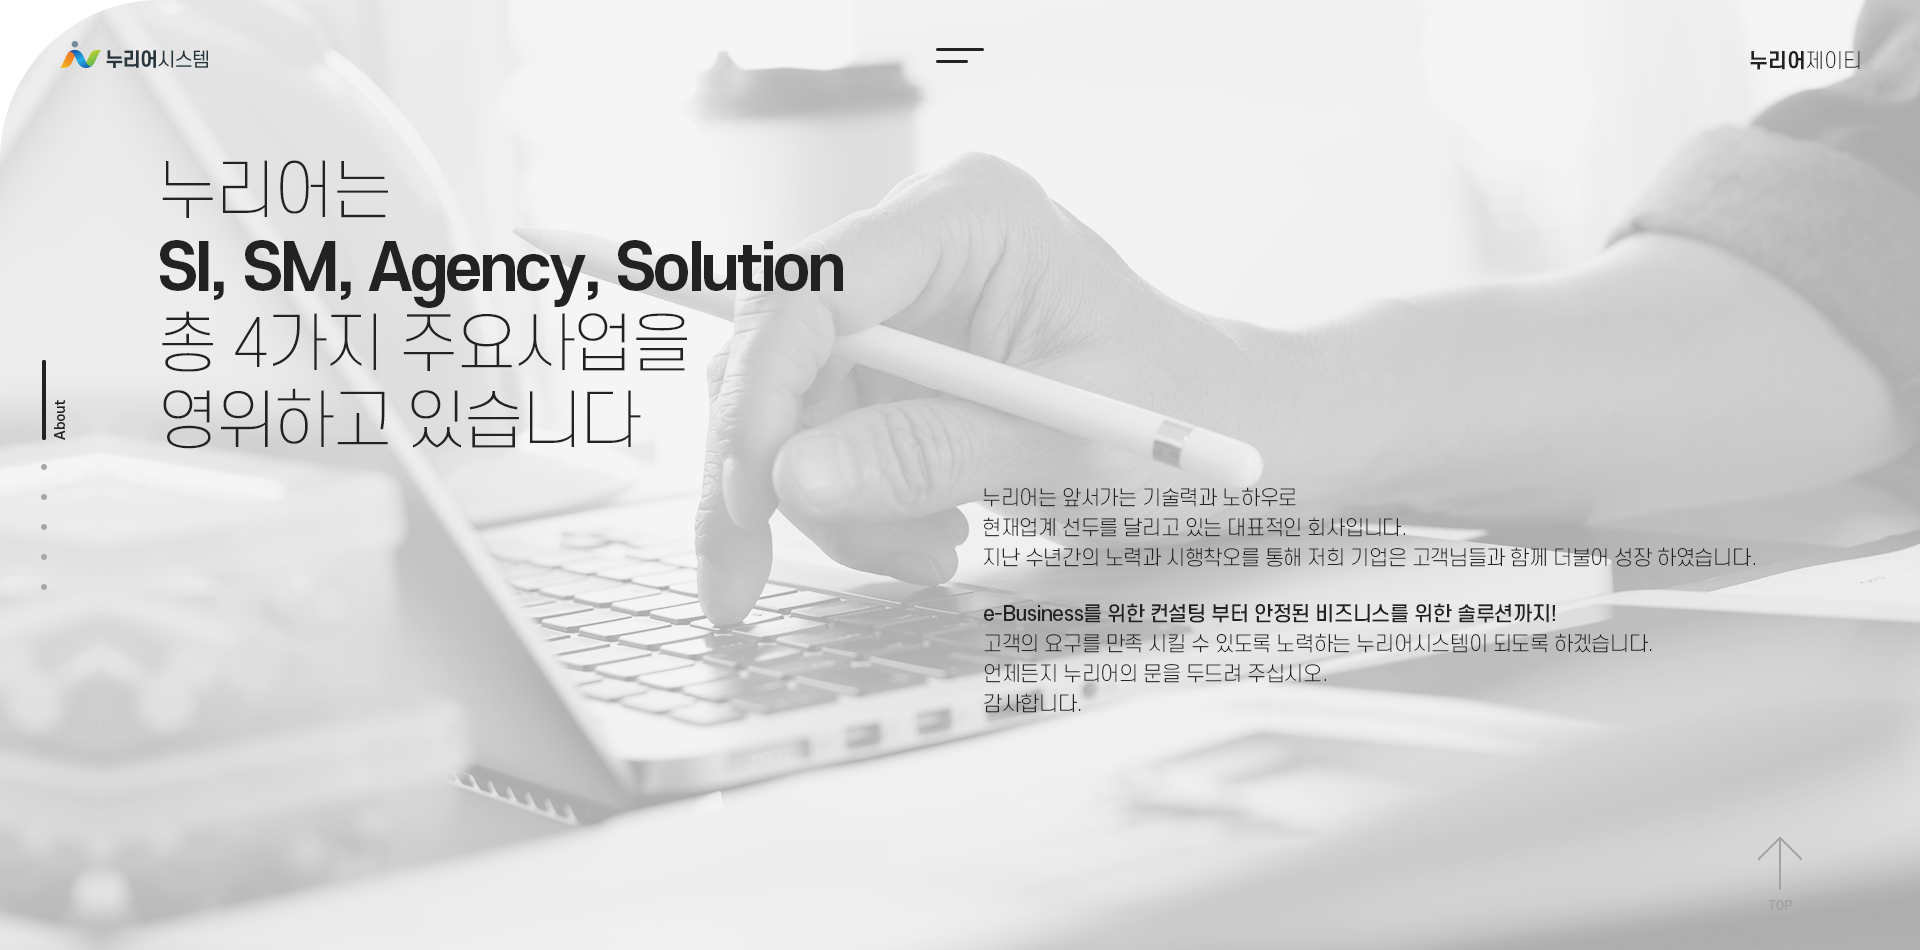 누리어시스템
누리어제이티
누리어는
SI, SM, Agency, Solution
총 4가지 주요사업을
영위하고 있습니다
About
누리어는 앞서가는 기술력과 노하우로
현재업계 선두를 달리고 있는 대표적인 회사입니다.
지난 수년간의 노력과 시행착오를 통해 저희 기업은 고객님들과 함께 더불어 성장 하였습니다.
e-Business를 위한 컨설팅 부터 안정된 비즈니스를 위한 솔루션까지!
고객의 요구를 만족 시킬 수 있도록 노력하는 누리어시스템이 되도록 하겠습니다.
언제든지 누리어의 문을 두드려 주십시오.
감사합니다.
TOP